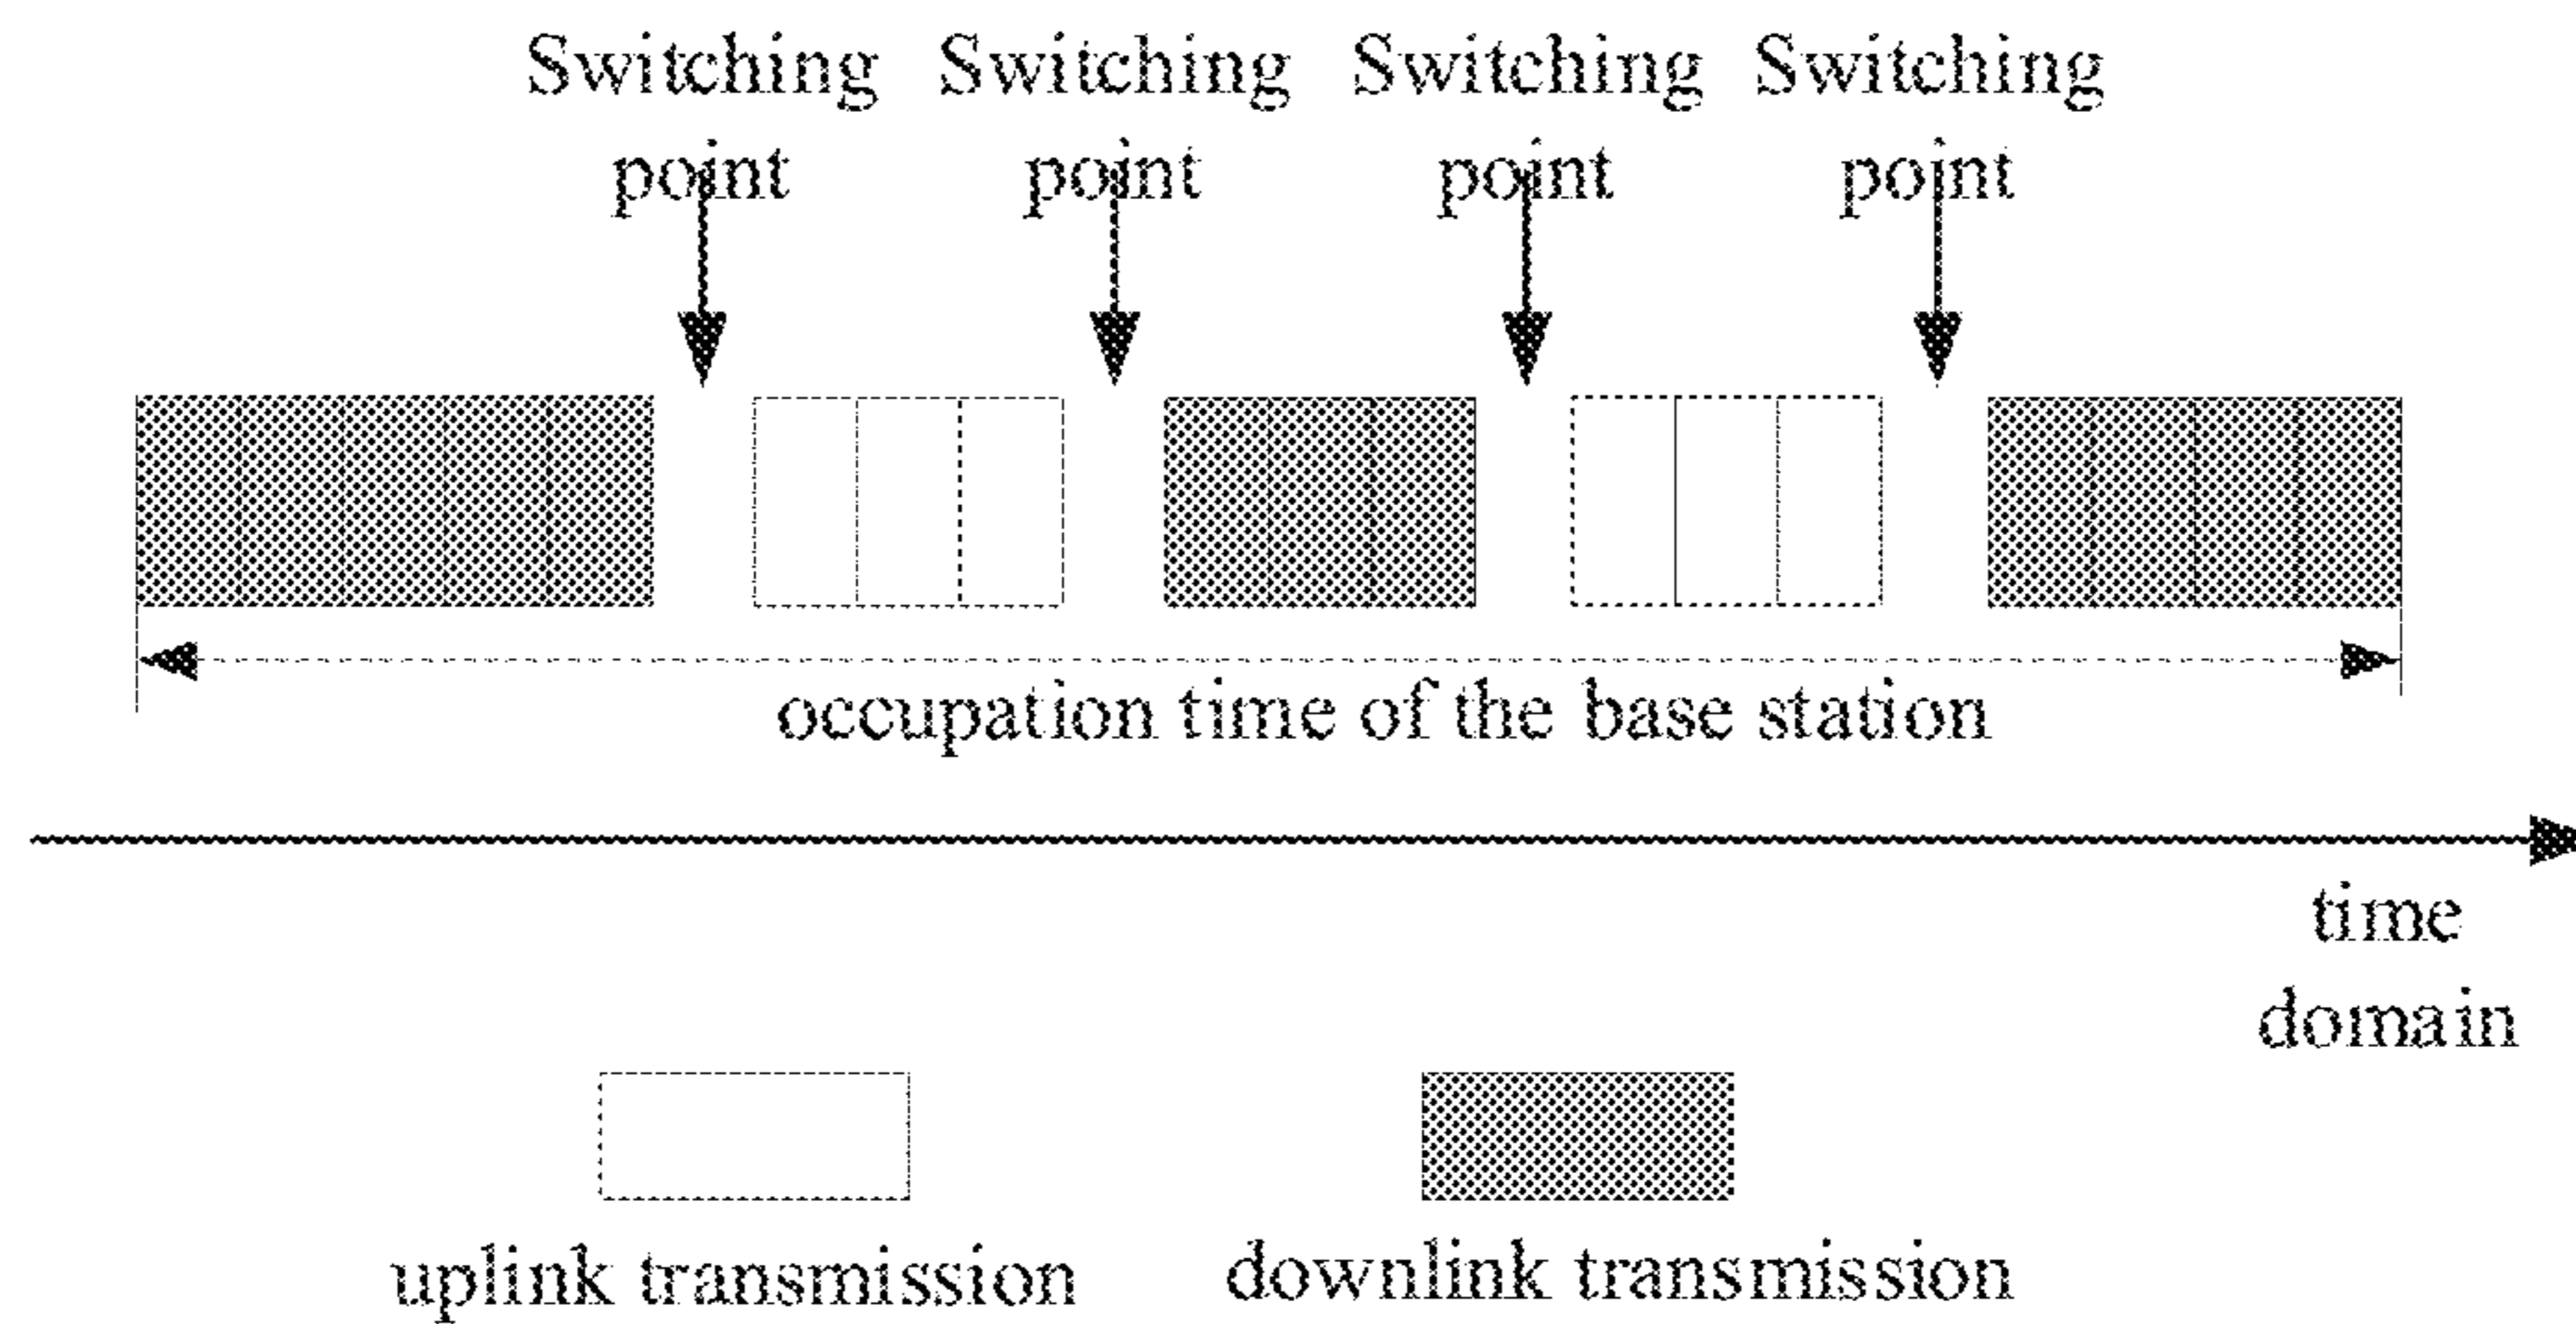 Switching Switching Switching Switching
point point point point
occupation time of the base station
time
domain
uplink transmission downlink transmission